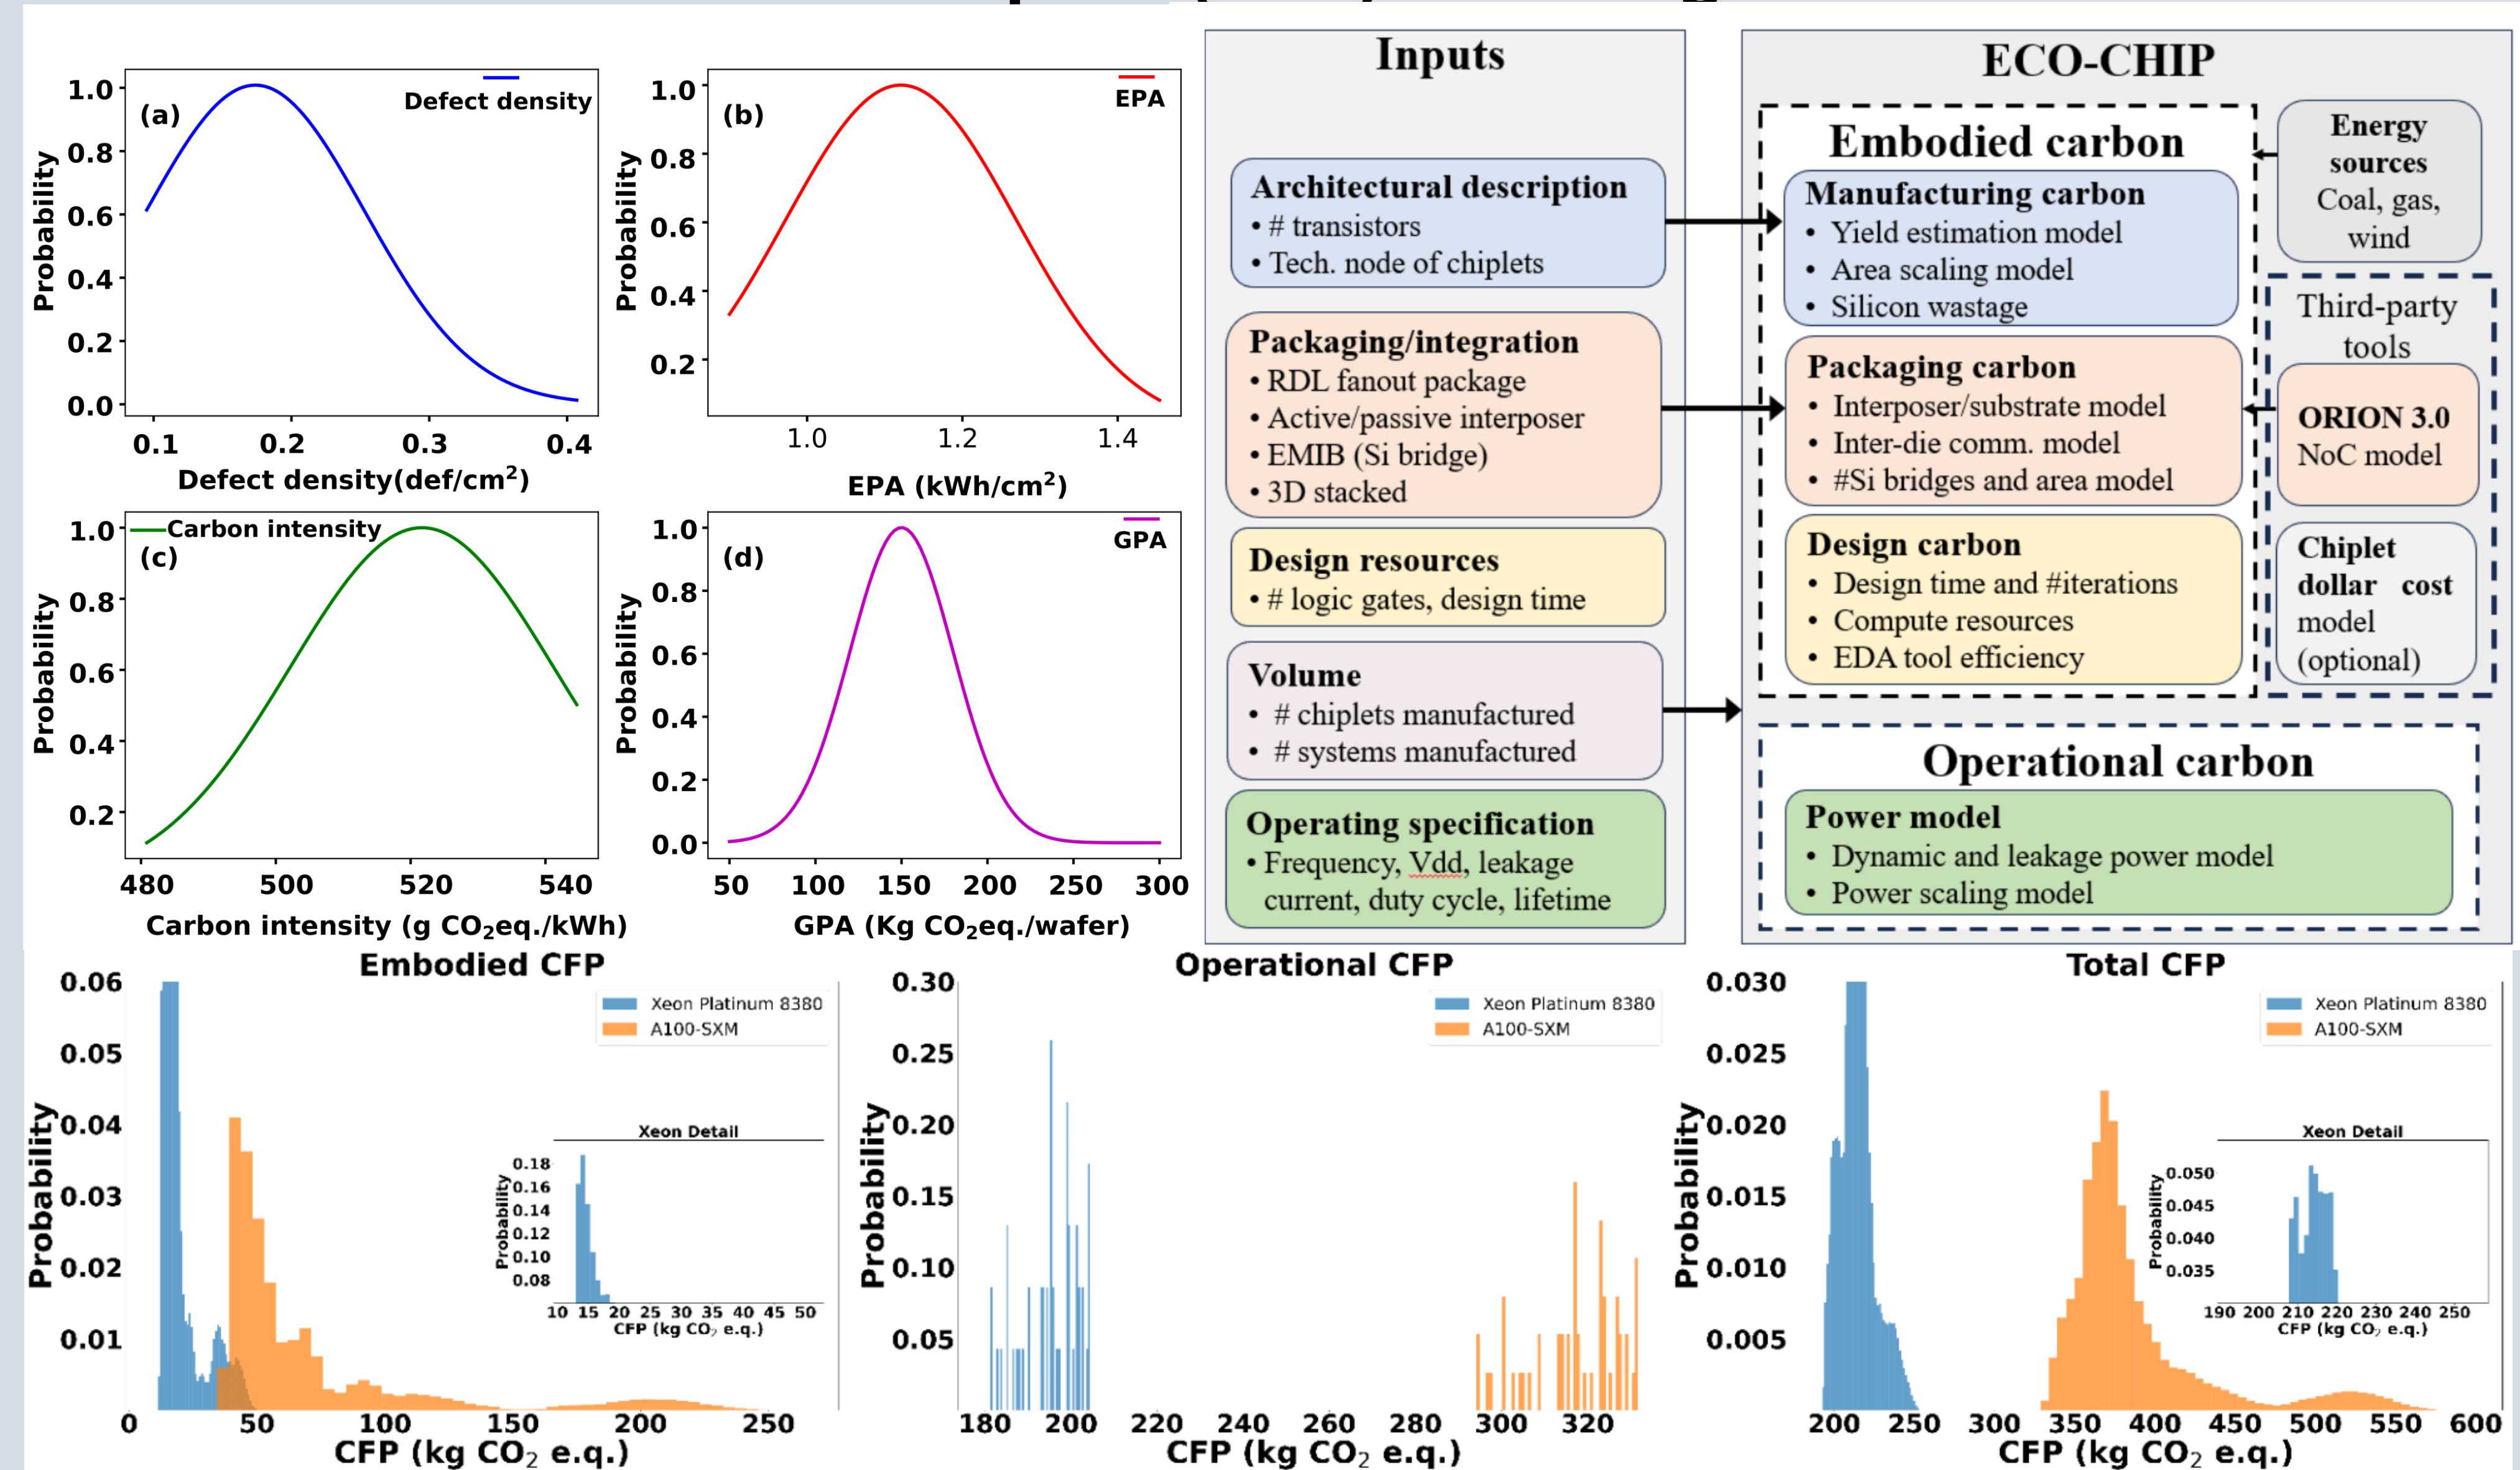 1.0
0.8
0.6
0.4
0.2
0.0
Probability
(a)
Defect density
0.1 0.2 0.3 0.4
Defect density(def/cm²)
1.0
0.8
0.6
0.4
0.2
Probability
(b)
EPA
1.0 1.2 1.4
EPA (kWh/cm²)
1.0
0.8
0.6
0.4
0.2
Probability
Carbon intensity
(c)
480 500 520 540
Carbon intensity (g CO₂eq./kWh)
1.0
0.8
0.6
0.4
0.2
0.0
Probability
(d)
GPA
50 100 150 200 250 300
GPA (Kg CO₂eq./wafer)
Inputs
Architectural description
• # transistors
• Tech. node of chiplets
Packaging/integration
• RDL fanout package
• Active/passive interposer
• EMIB (Si bridge)
• 3D stacked
Design resources
• # logic gates, design time
Volume
• # chiplets manufactured
• # systems manufactured
Operating specification
• Frequency, Vdd, leakage
current, duty cycle, lifetime
ECO-CHIP
Embodied carbon
Manufacturing carbon
• Yield estimation model
• Area scaling model
• Silicon wastage
Packaging carbon
• Interposer/substrate model
• Inter-die comm. model
• #Si bridges and area model
Design carbon
• Design time and #iterations
• Compute resources
• EDA tool efficiency
Energy
sources
Coal, gas,
wind
Third-party
tools
ORION 3.0
NoC model
Chiplet
dollar cost
model
(optional)
Operational carbon
Power model
• Dynamic and leakage power model
• Power scaling model
Embodied CFP
0.06
0.05
0.04
0.03
0.02
0.01
Probability
Xeon Platinum 8380
A100-SXM
Xeon Detail
0.18
0.16
0.14
0.12
0.10
0.08
Probability
10 15 20 25 30 35 40 45 50
CFP (kg CO₂ e.q.)
0 50 100 150 200 250
CFP (kg CO₂ e.q.)
Operational CFP
0.30
0.25
0.20
0.15
0.10
0.05
Probability
Xeon Platinum 8380
A100-SXM
180 200 220 240 260 280 300 320
CFP (kg CO₂ e.q.)
Total CFP
0.030
0.025
0.020
0.015
0.010
0.005
Probability
Xeon Platinum 8380
A100-SXM
Xeon Detail
0.050
0.045
0.040
0.035
Probability
190 200 210 220 230 240 250
CFP (kg CO₂ e.q.)
200 250 300 350 400 450 500 550 600
CFP (kg CO₂ e.q.)